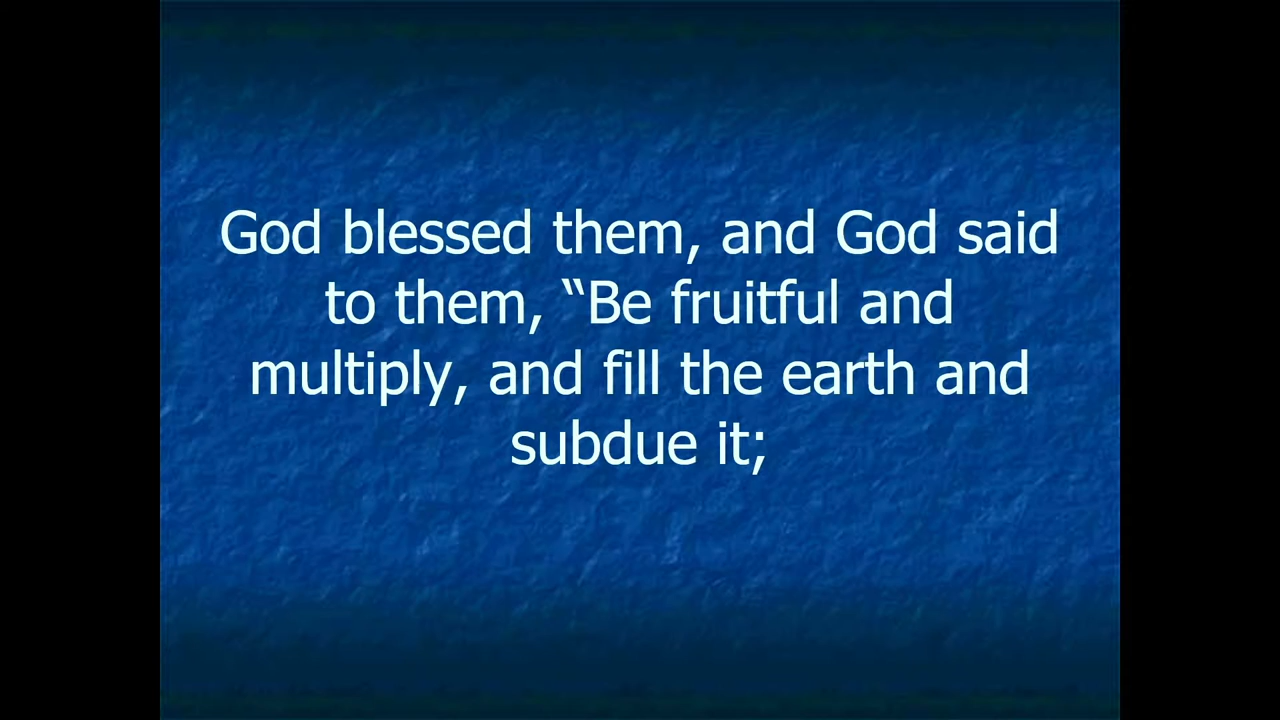 God blessed them, and God said
to them, “Be fruitful and
multiply, and fill the earth and
subdue it;